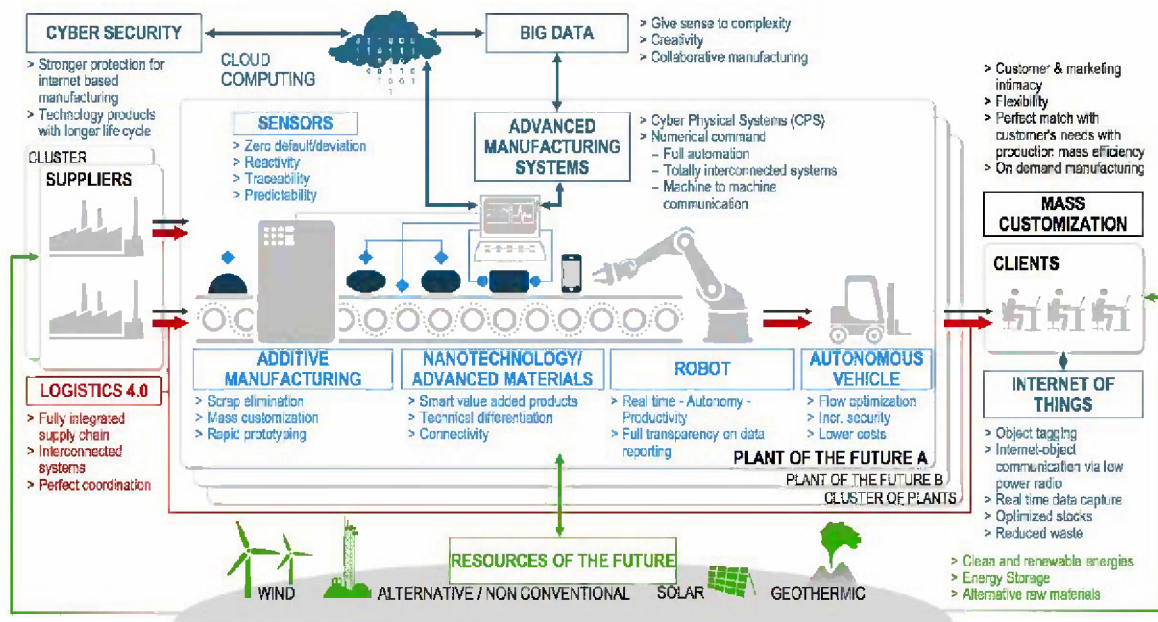 CYBER SECURITY
> Stronger protection for
internet based
manufacturing
> Technology products
with longer life cycle
CLOUD
COMPUTING
BIG DATA
> Give sense to complexity
> Creativity
> Collaborative manufacturing
> Customer & marketing
intimacy
> Flexibility
> Perfect match with
customer's needs with
production mass efficiency
> On demand manufacturing
CLUSTER
SUPPLIERS
SENSORS
> Zero default/deviation
> Reactivity
> Traceability
> Predictability
ADVANCED
MANUFACTURING
SYSTEMS
> Cyber Physical Systems (CPS)
> Numerical command
– Full automation
– Totally interconnected systems
– Machine to machine
communication
MASS
CUSTOMIZATION
CLIENTS
LOGISTICS 4.0
> Fully integrated
supply chain
> Interconnected
systems
> Perfect coordination
ADDITIVE
MANUFACTURING
> Scrap elimination
> Mass customization
> Rapid prototyping
NANOTECHNOLOGY/
ADVANCED MATERIALS
> Smart value added products
> Technical differentiation
> Connectivity
ROBOT
> Real time - Autonomy -
Productivity
> Full transparency on data
reporting
AUTONOMOUS
VEHICLE
> Flow optimization
> Incr. security
> Lower costs
PLANT OF THE FUTURE A
PLANT OF THE FUTURE B
CLUSTER OF PLANTS
INTERNET OF
THINGS
> Object tagging
> Internet-object
communication via low
power radio
> Real time data capture
> Optimized stocks
> Reduced waste
RESOURCES OF THE FUTURE
WIND
ALTERNATIVE / NON CONVENTIONAL
SOLAR
GEOTHERMIC
> Clean and renewable energies
> Energy Storage
> Alternative raw materials